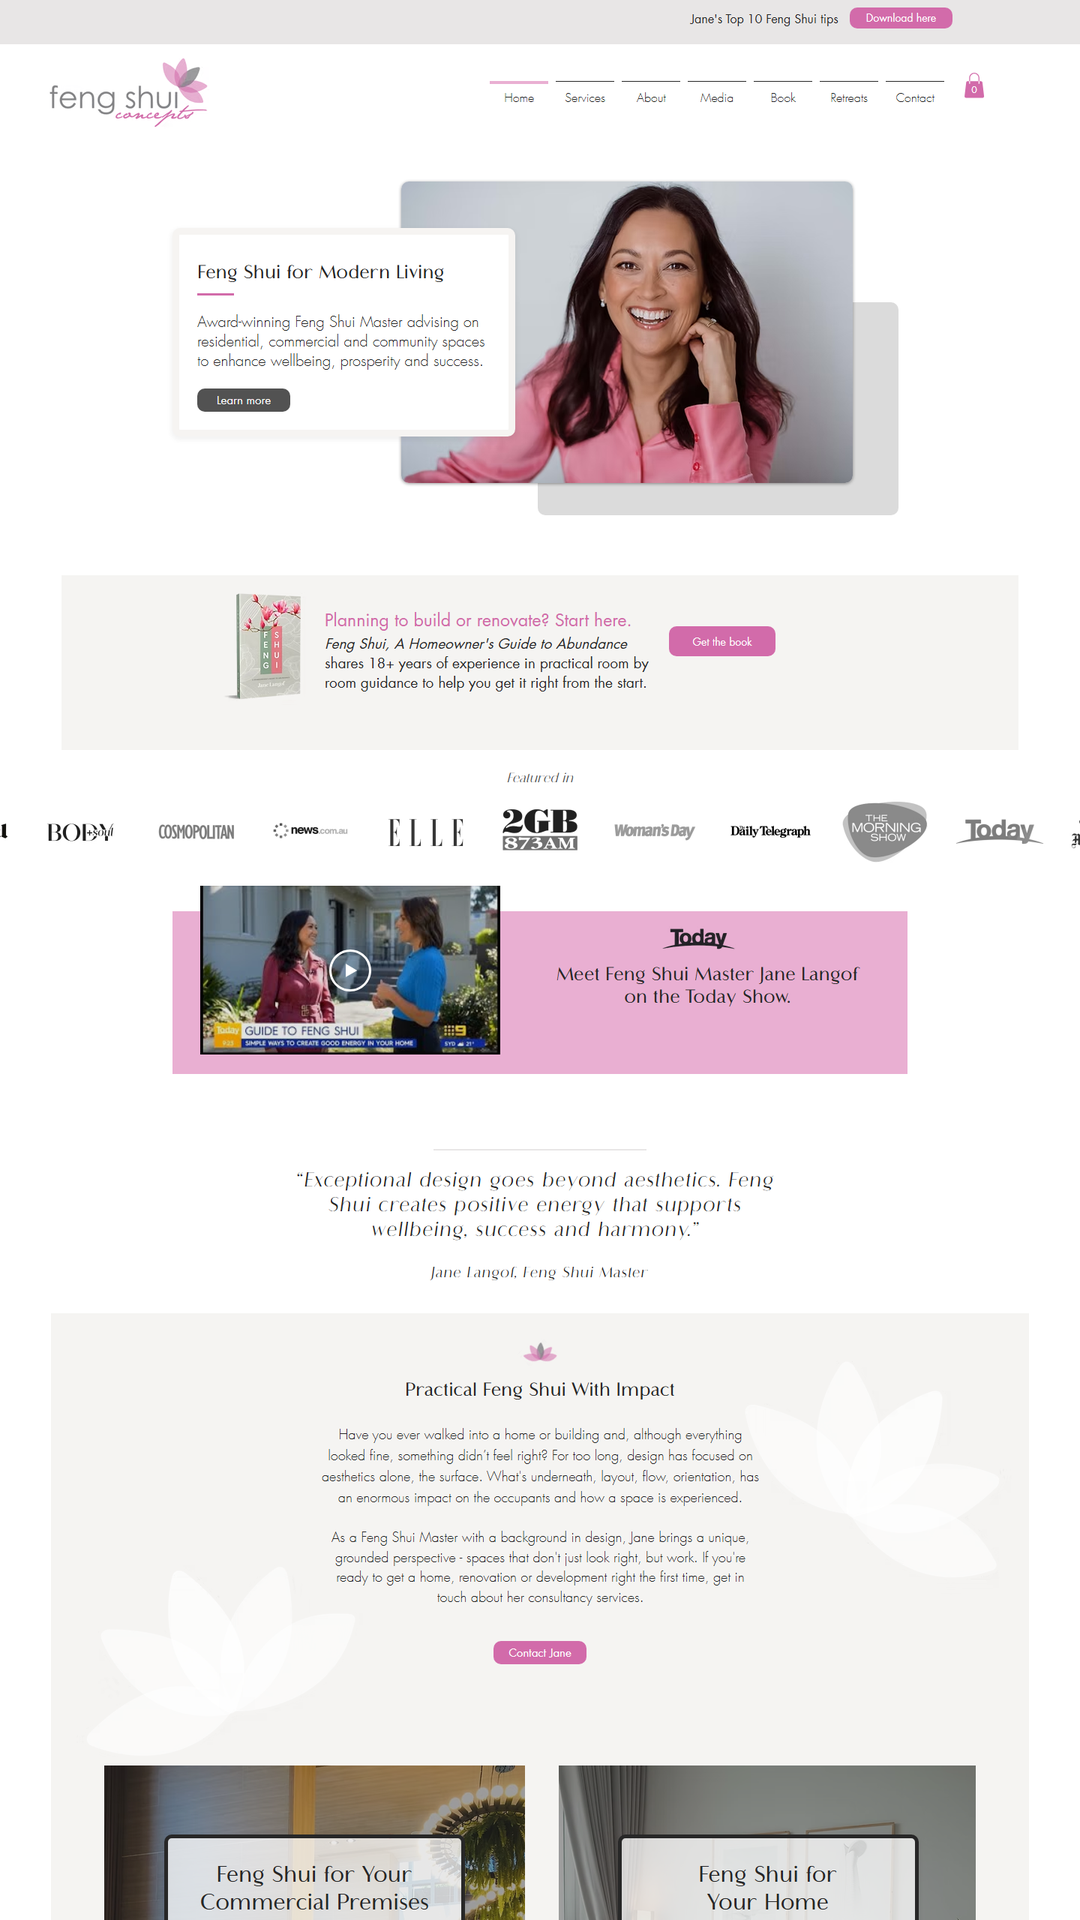 Jane's Top 10 Feng Shui tips
Download here
feng shui
concepts
Home
Services
About
Media
Book
Retreats
Contact
0
Feng Shui for Modern Living
Award-winning Feng Shui Master advising on
residential, commercial and community spaces
to enhance wellbeing, prosperity and success.
Learn more
FENG
SHUI
Jane Langof
Planning to build or renovate? Start here.
Feng Shui, A Homeowner's Guide to Abundance
shares 18+ years of experience in practical room by
room guidance to help you get it right from the start.
Get the book
Featured in
BODY
+soul
COSMOPOLITAN
news.com.au
ELLE
2GB
873AM
Woman's Day
The Daily Telegraph
THE
MORNING
SHOW
Today
Today
GUIDE TO FENG SHUI
9
9:23
SIMPLE WAYS TO CREATE GOOD ENERGY IN YOUR HOME
SYD
21°
Today
Meet Feng Shui Master Jane Langof
on the Today Show.
“Exceptional design goes beyond aesthetics. Feng
Shui creates positive energy that supports
wellbeing, success and harmony.”
Jane Langof, Feng Shui Master
Practical Feng Shui With Impact
Have you ever walked into a home or building and, although everything
looked fine, something didn’t feel right? For too long, design has focused on
aesthetics alone, the surface. What's underneath, layout, flow, orientation, has
an enormous impact on the occupants and how a space is experienced.
As a Feng Shui Master with a background in design, Jane brings a unique,
grounded perspective - spaces that don't just look right, but work. If you're
ready to get a home, renovation or development right the first time, get in
touch about her consultancy services.
Contact Jane
Feng Shui for Your
Commercial Premises
Feng Shui for
Your Home